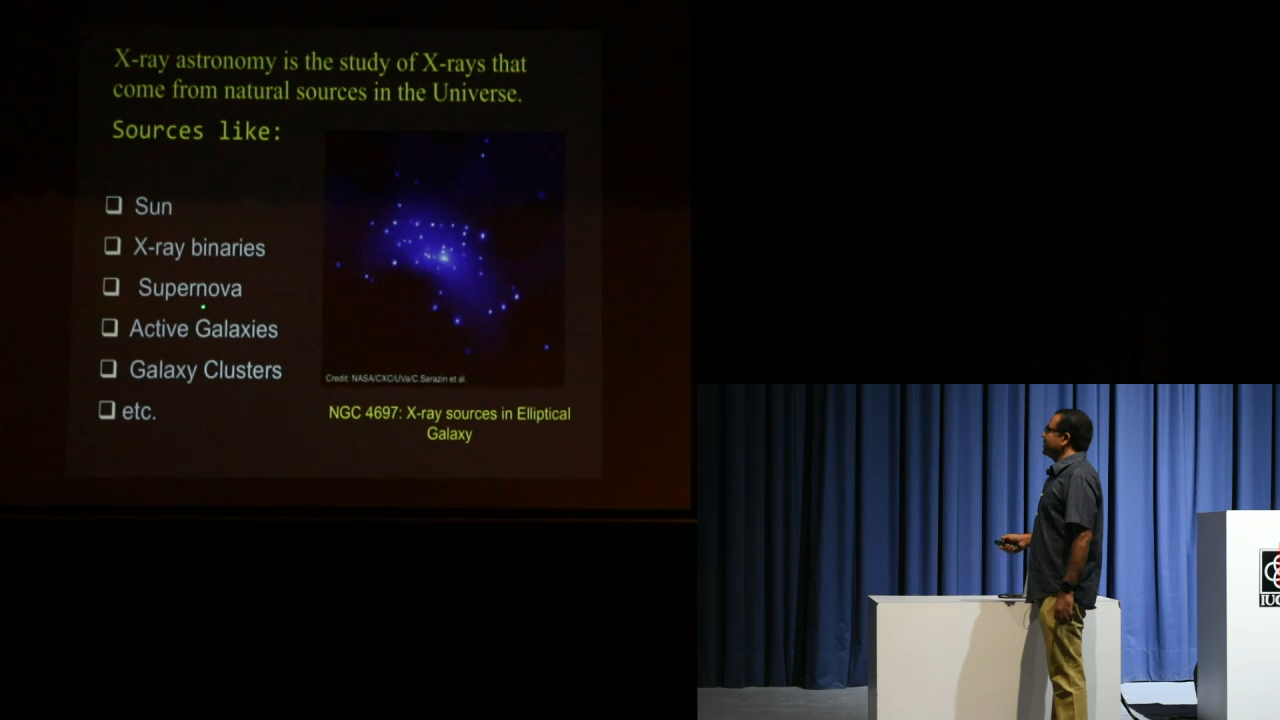 X-ray astronomy is the study of X-rays that
come from natural sources in the Universe.
Sources like:
Sun
X-ray binaries
Supernova
Active Galaxies
Galaxy Clusters
etc.
Credit: NASA/CXC/UVa/C.Sarazin et al.
NGC 4697: X-ray sources in Elliptical
Galaxy